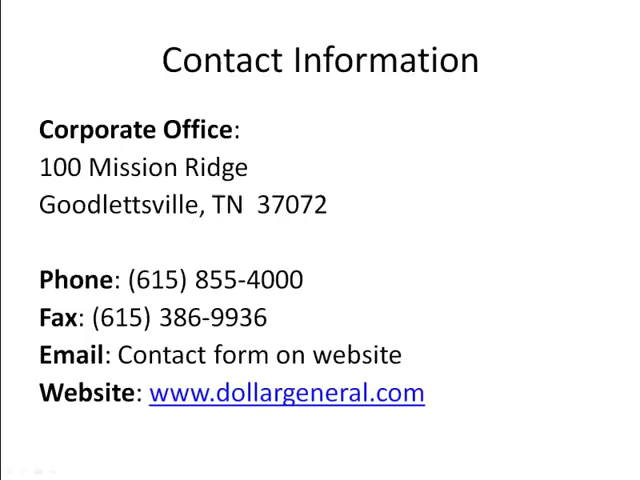 Contact Information
Corporate Office:
100 Mission Ridge
Goodlettsville, TN  37072
Phone: (615) 855-4000
Fax: (615) 386-9936
Email: Contact form on website
Website: www.dollargeneral.com